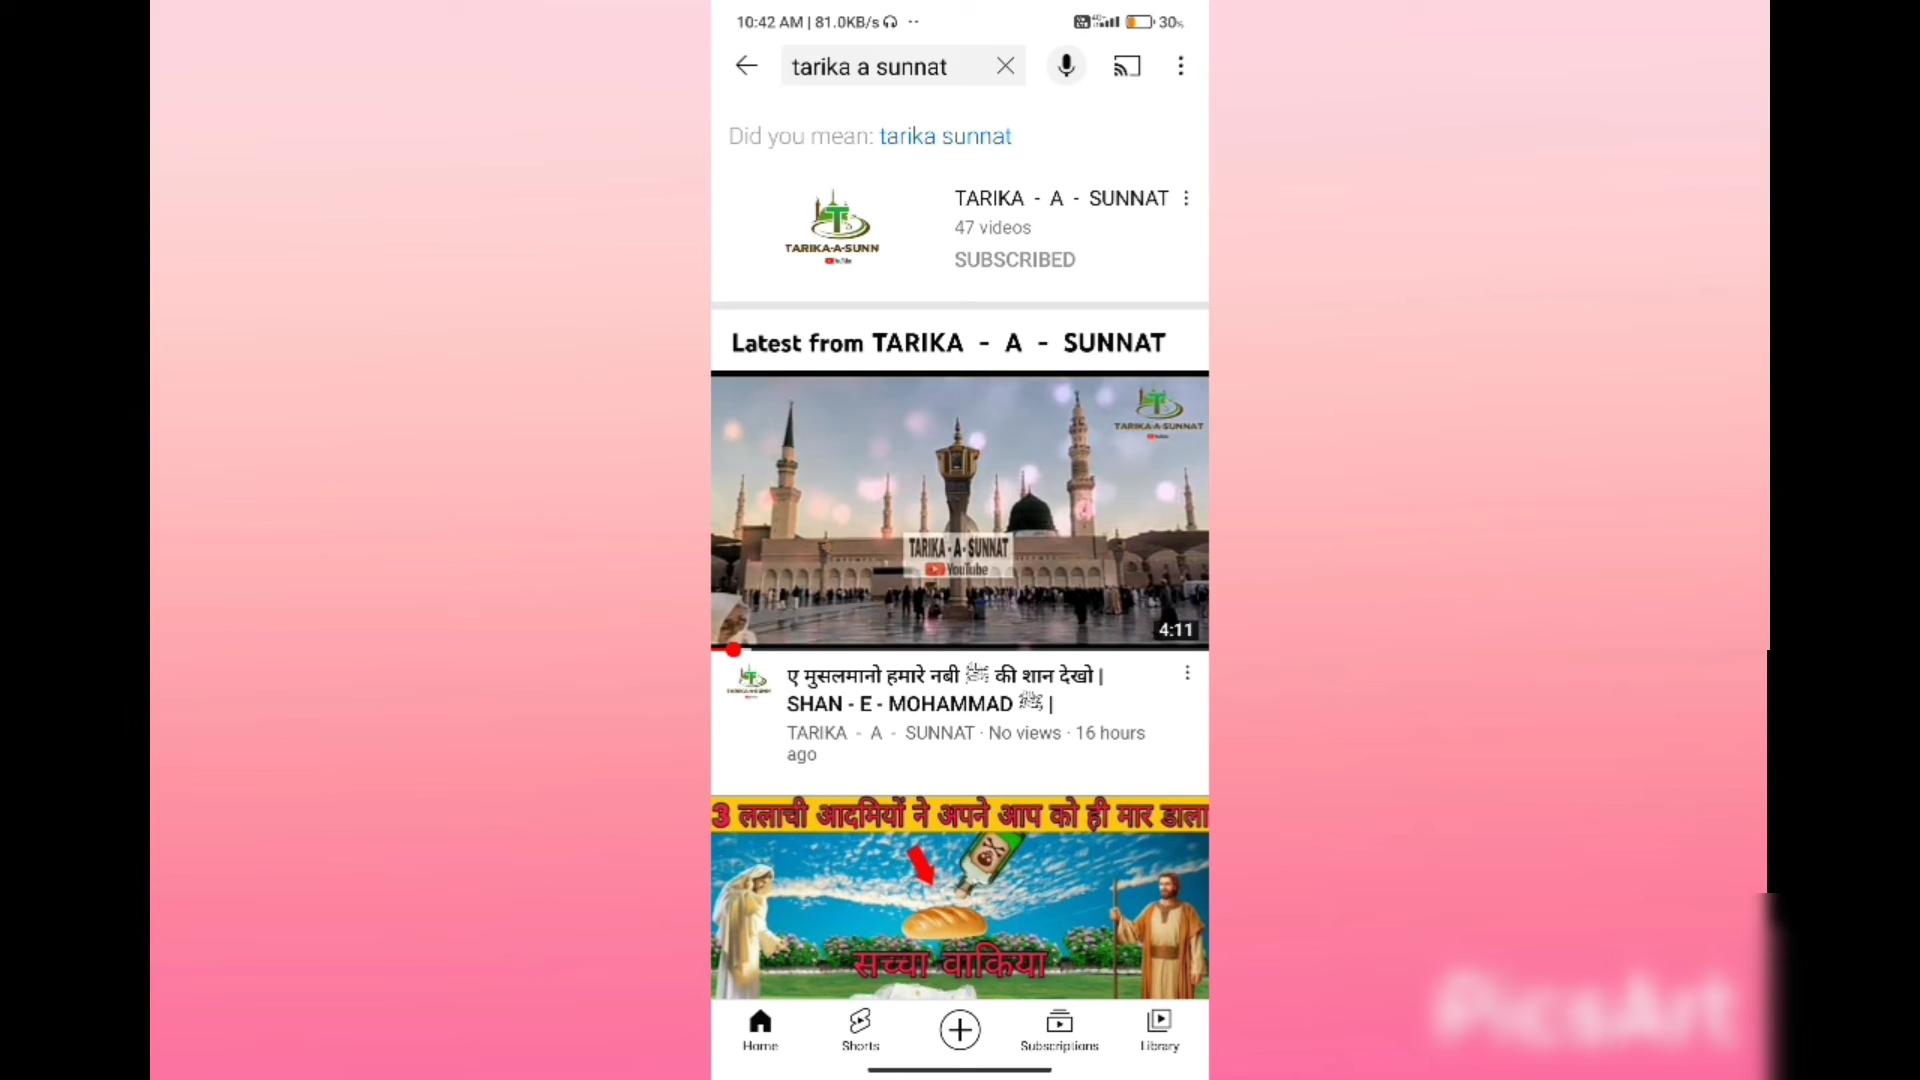 10:42 AM | 81.0KB/s
30%
tarika a sunnat
Did you mean: tarika sunnat
TARIKA - A - SUNNAT
47 videos
SUBSCRIBED
TARIKA-A-SUNN
Latest from TARIKA - A - SUNNAT
TARIKA-A-SUNNAT
TARIKA - A - SUNNAT
YouTube
4:11
ए मुसलमानो हमारे नबी ﷺ की शान देखो |
SHAN - E - MOHAMMAD ﷺ |
TARIKA - A - SUNNAT · No views · 16 hours
ago
3 ललाची आदमियों ने अपने आप को ही मार डाला
सच्चा वाकिया
Home
Shorts
Subscriptions
Library
PicsArt